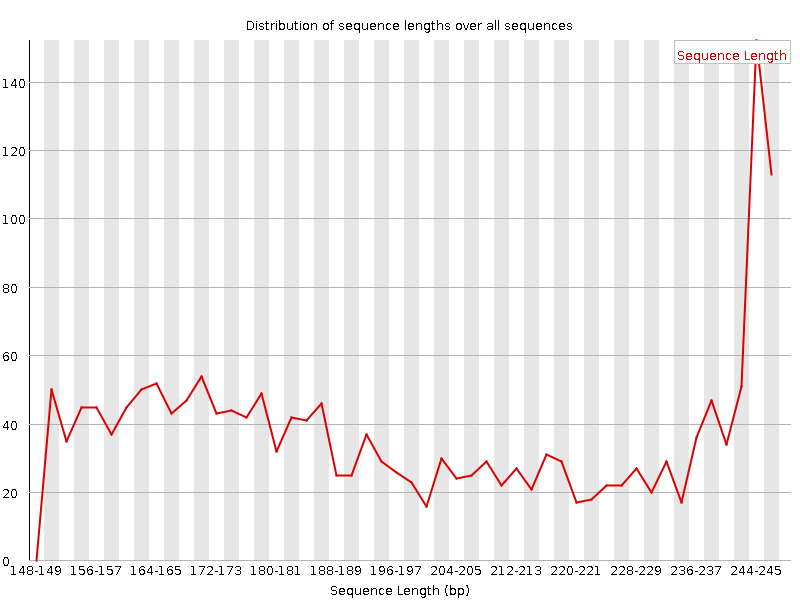 Distribution of sequence lengths over all sequences
Sequence Length
140
120
100
80
60
40
20
0
148-149 156-157 164-165 172-173 180-181 188-189 196-197 204-205 212-213 220-221 228-229 236-237 244-245
Sequence Length (bp)